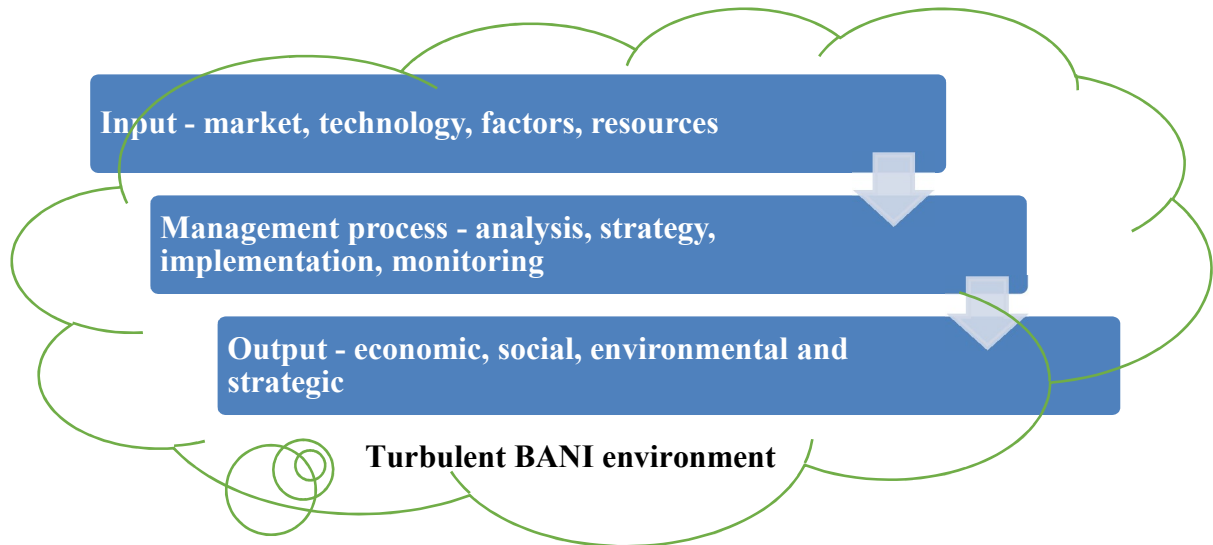 Input - market, technology, factors, resources
Management process - analysis, strategy,
implementation, monitoring
Output - economic, social, environmental and
strategic
Turbulent BANI environment